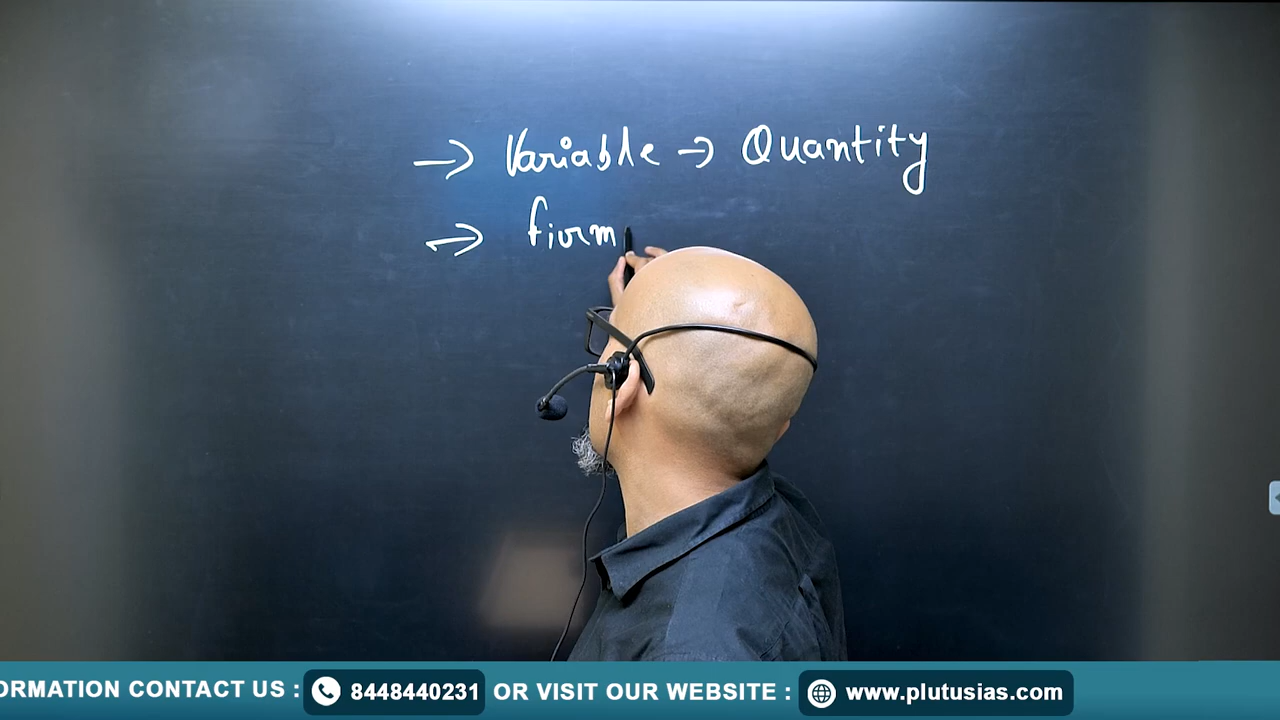 → Variable → Quantity
→ firm
ORMATION CONTACT US : 8448440231 OR VISIT OUR WEBSITE : www.plutusias.com